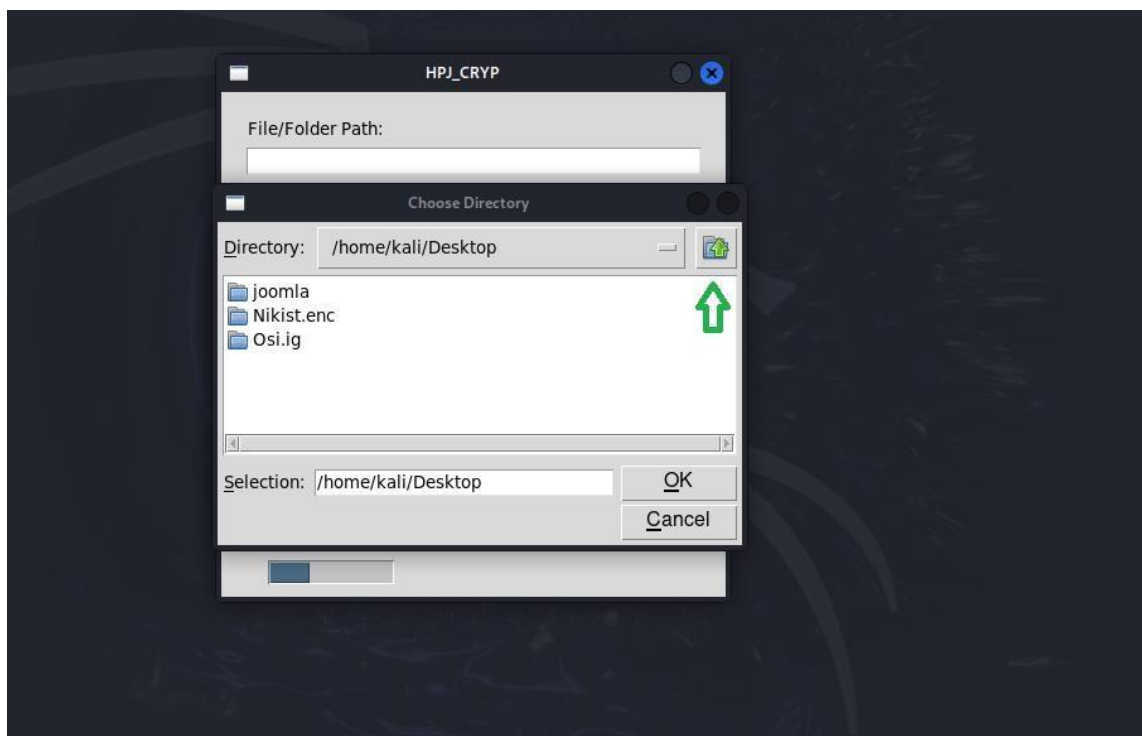 HPJ_CRYP
File/Folder Path:
Choose Directory
Directory: /home/kali/Desktop
joomla
Nikist.enc
Osi.ig
Selection: /home/kali/Desktop OK
Cancel